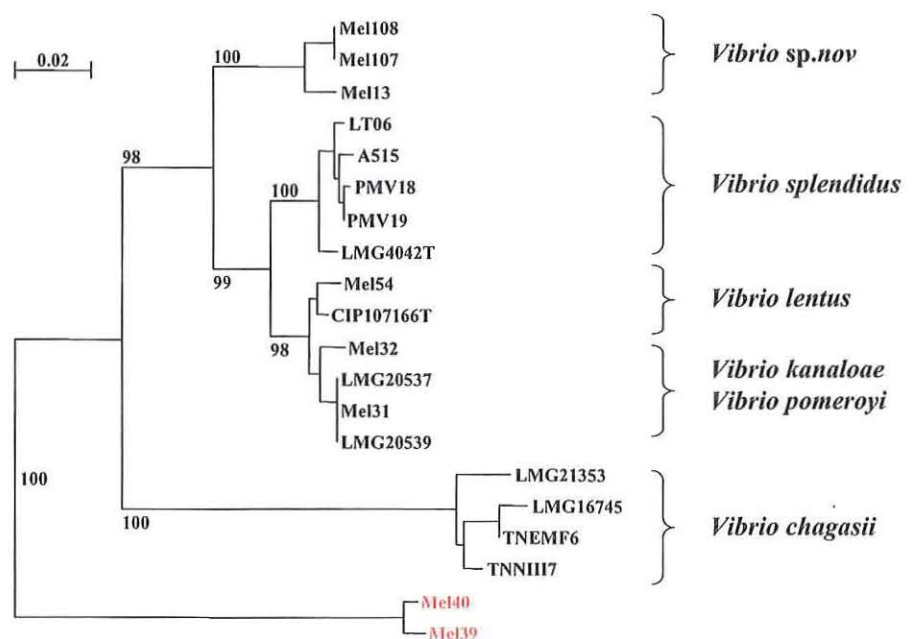 Mel108
0.02
100
Mel107
Vibrio sp.nov
Mel13
LT06
98
A515
100
PMV18
Vibrio splendidus
PMV19
LMG4042T
99
Mel54
Vibrio lentus
CIP107166T
98
Mel32
LMG20537
Vibrio kanaloae
Mel31
Vibrio pomeroyi
LMG20539
100
LMG21353
LMG16745
100
TNEMF6
Vibrio chagasii
TNNIII7
Mel40
Mel39